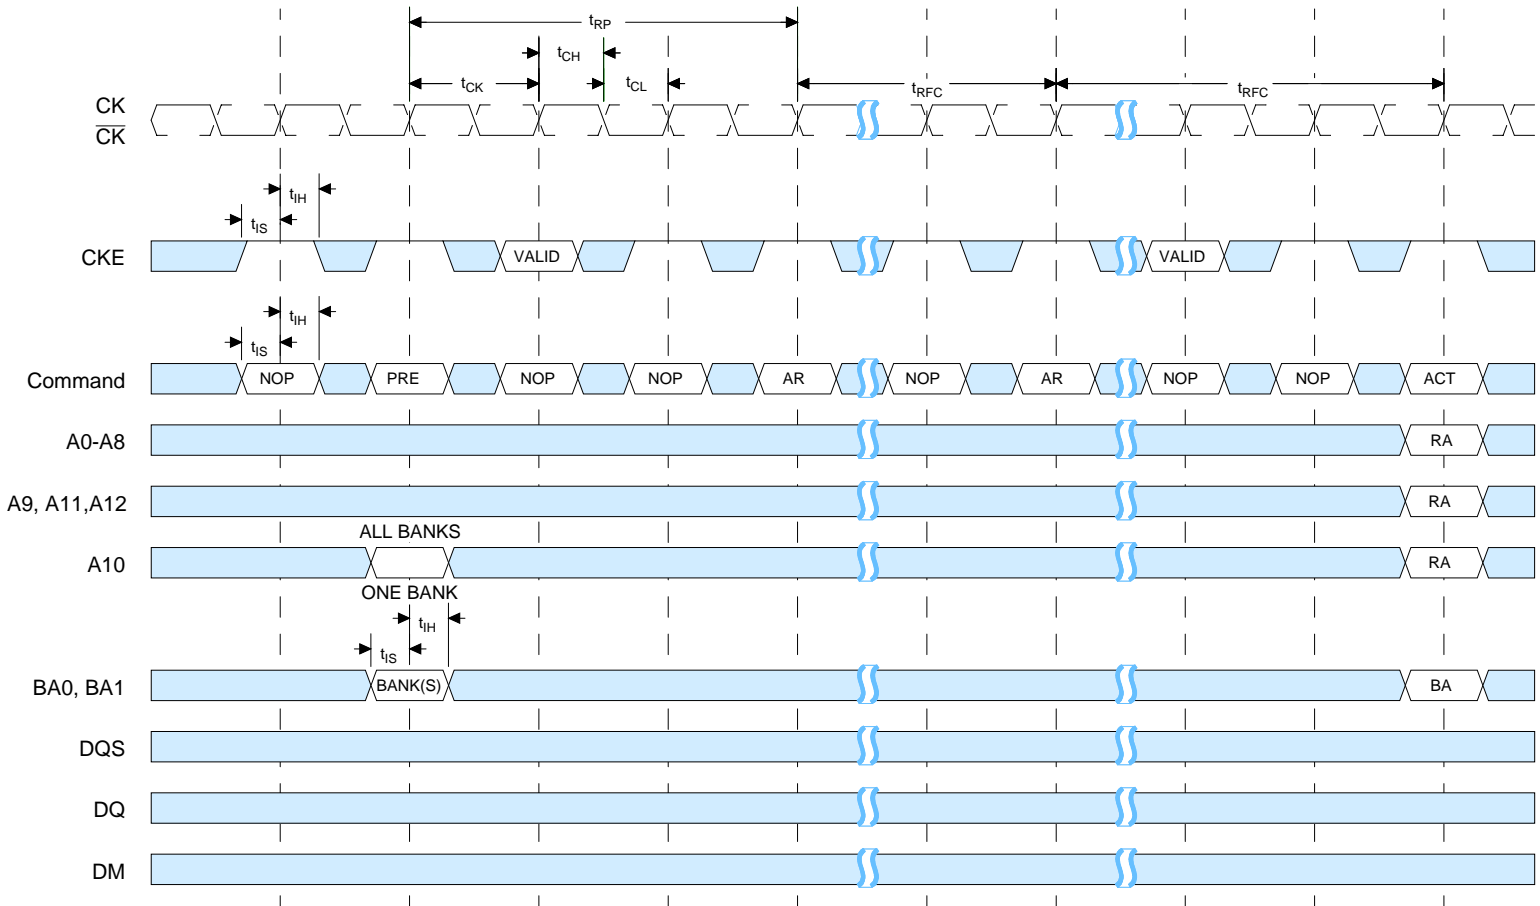 tRP
tCH
tCK
tCL
tRFC
tRFC
CK
CK
tIH
tIS
CKE
VALID
VALID
tIH
tIS
Command
NOP
PRE
NOP
NOP
AR
NOP
AR
NOP
NOP
ACT
A0-A8
RA
A9, A11,A12
RA
ALL BANKS
A10
RA
ONE BANK
tIH
tIS
BA0, BA1
BANK(S)
BA
DQS
DQ
DM